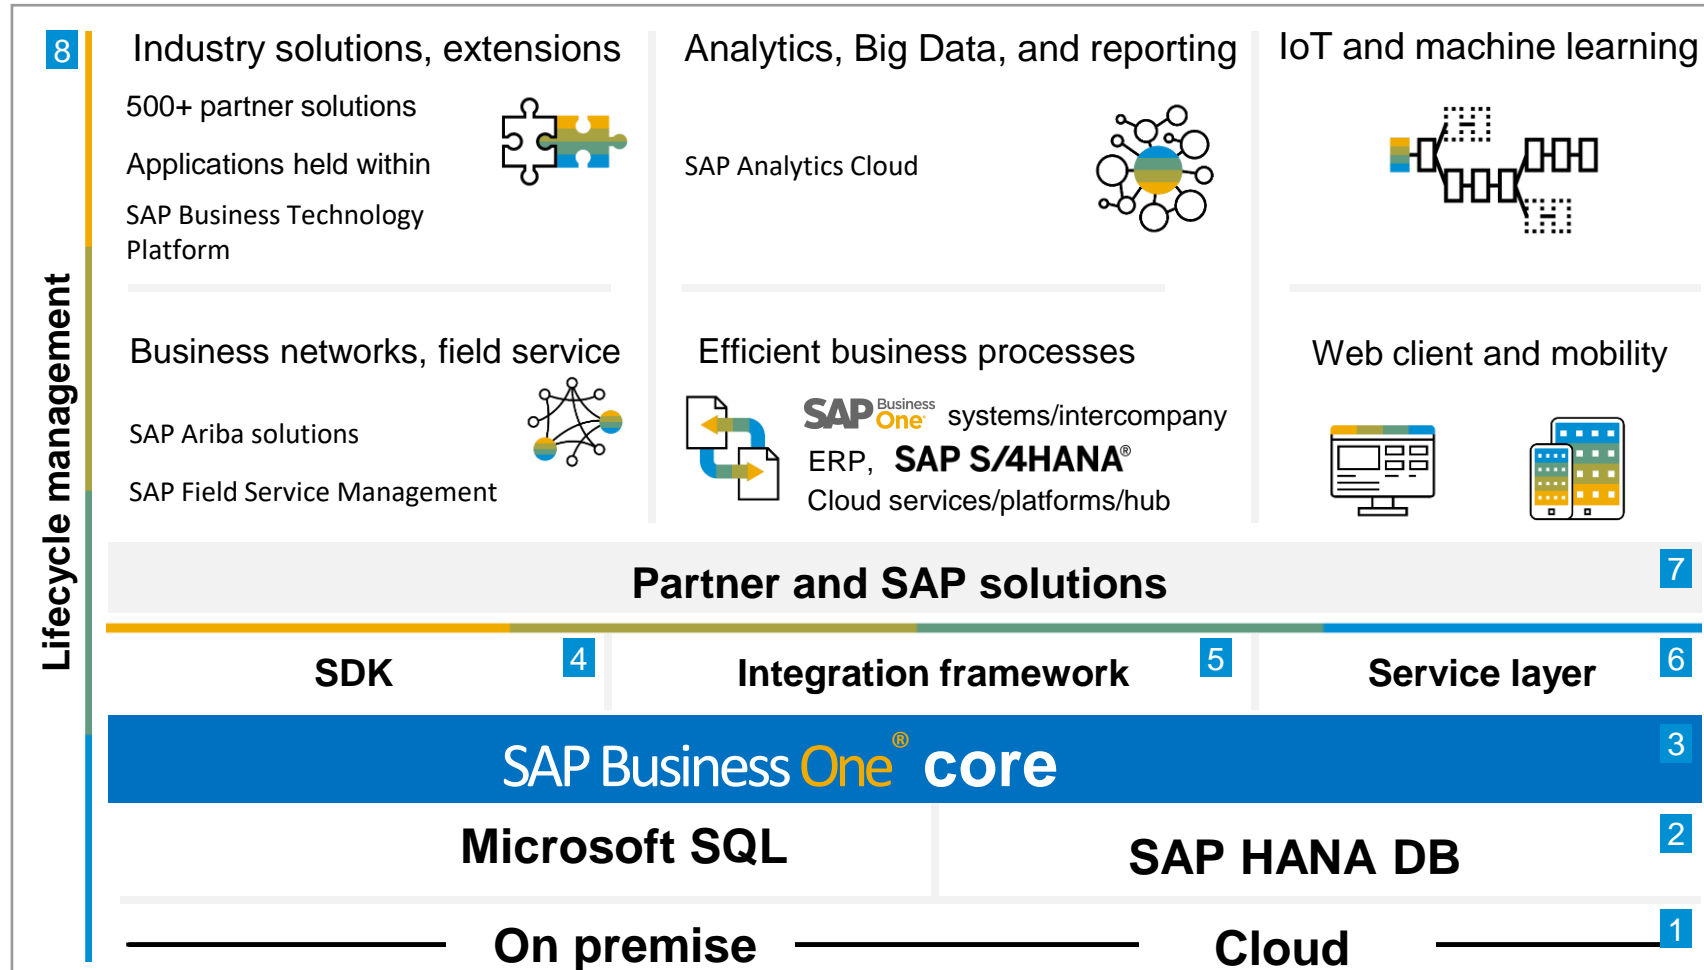 8
Lifecycle management
Industry solutions, extensions
500+ partner solutions
Applications held within
SAP Business Technology
Platform
Analytics, Big Data, and reporting
SAP Analytics Cloud
IoT and machine learning
Business networks, field service
SAP Ariba solutions
SAP Field Service Management
Efficient business processes
SAP Business One systems/intercompany
ERP, SAP S/4HANA®
Cloud services/platforms/hub
Web client and mobility
Partner and SAP solutions
7
SDK
4
Integration framework
5
Service layer
6
SAP Business One® core
3
Microsoft SQL
SAP HANA DB
2
On premise
Cloud
1